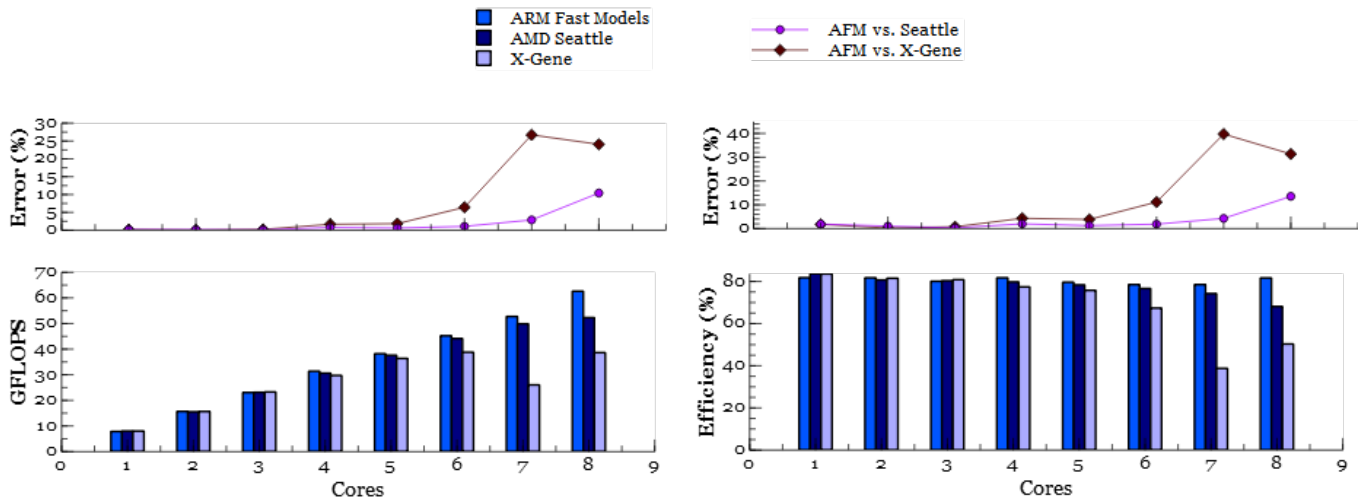 ARM Fast Models
AMD Seattle
X-Gene
AFM vs. Seattle
AFM vs. X-Gene
Error (%)
30
25
20
15
10
5
0
Error (%)
40
30
20
10
0
GFLOPS
70
60
50
40
30
20
10
0
0 1 2 3 4 5 6 7 8 9
Cores
Efficiency (%)
80
60
40
20
0
0 1 2 3 4 5 6 7 8 9
Cores